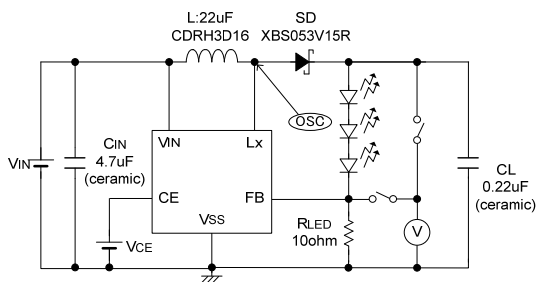 L:22uF
CDRH3D16
SD
XBS053V15R
OSC
VIN
CIN
4.7uF
(ceramic)
VIN
Lx
CE
FB
VSS
VCE
RLED
10ohm
V
CL
0.22uF
(ceramic)